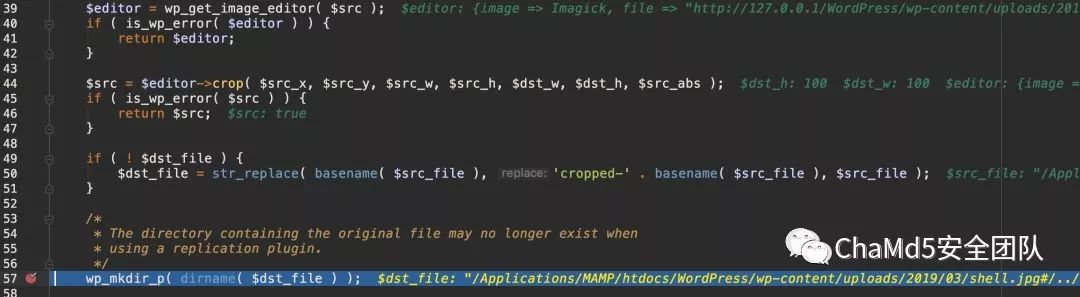 39 $editor = wp_get_image_editor( $src ); $editor: {image => Imagick, file => "http://127.0.0.1/WordPress/wp-content/uploads/201
40 if ( is_wp_error( $editor ) ) {
41 return $editor;
42 }
43
44 $src = $editor->crop( $src_x, $src_y, $src_w, $src_h, $dst_w, $dst_h, $src_abs ); $dst_h: 100 $dst_w: 100 $editor: {image =
45 if ( is_wp_error( $src ) ) {
46 return $src; $src: true
47 }
48
49 if ( ! $dst_file ) {
50 $dst_file = str_replace( basename( $src_file ), replace: 'cropped-' . basename( $src_file ), $src_file ); $src_file: "/Appl
51 }
52
53 /*
54 * The directory containing the original file may no longer exist when
55 * using a replication plugin.
56 */
57 wp_mkdir_p( dirname( $dst_file ) ); $dst_file: "/Applications/MAMP/htdocs/WordPress/wp-content/uploads/2019/03/shell.jpg#/../
58
ChaMd5安全团队